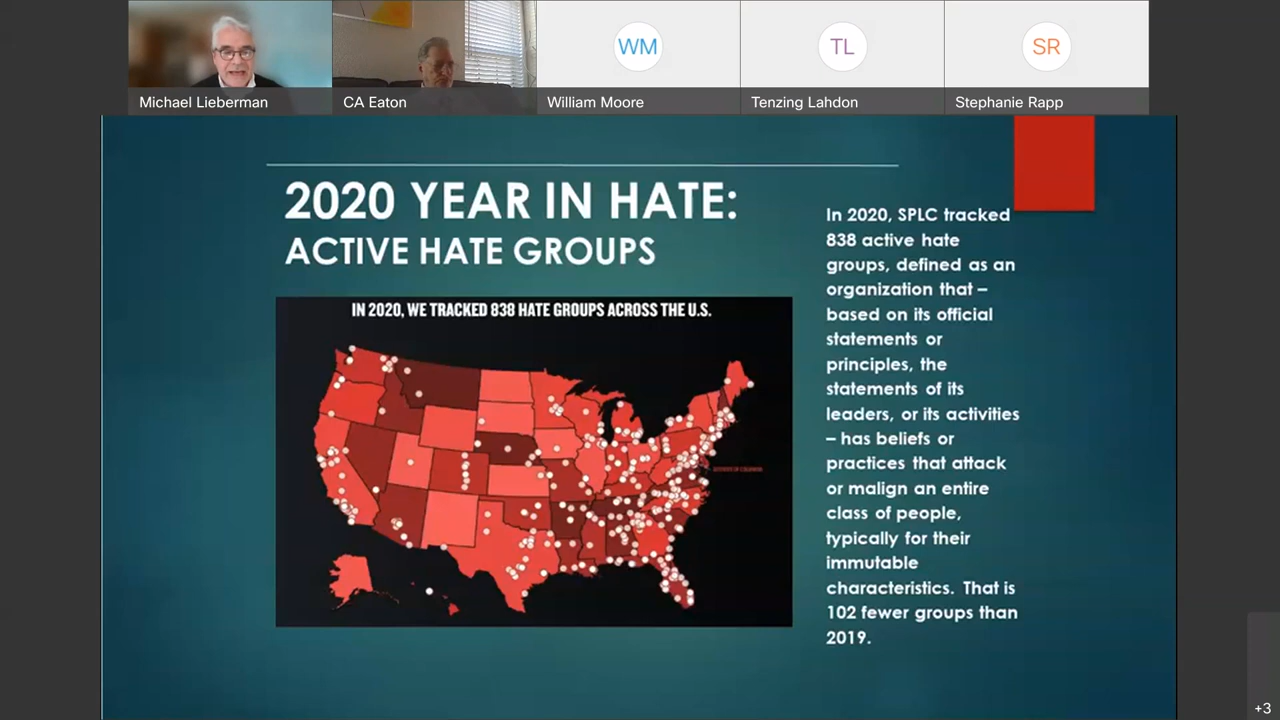 WM
TL
SR
Michael Lieberman
CA Eaton
William Moore
Tenzing Lahdon
Stephanie Rapp
2020 YEAR IN HATE:
ACTIVE HATE GROUPS
IN 2020, WE TRACKED 838 HATE GROUPS ACROSS THE U.S.
DISTRICT OF COLUMBIA
In 2020, SPLC tracked
838 active hate
groups, defined as an
organization that –
based on its official
statements or
principles, the
statements of its
leaders, or its activities
– has beliefs or
practices that attack
or malign an entire
class of people,
typically for their
immutable
characteristics. That is
102 fewer groups than
2019.
+3